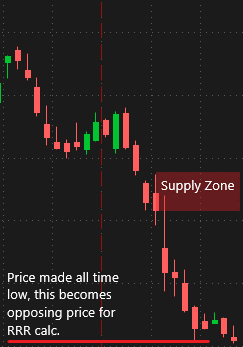 Supply Zone
Price made all time
low, this becomes
opposing price for
RRR calc.